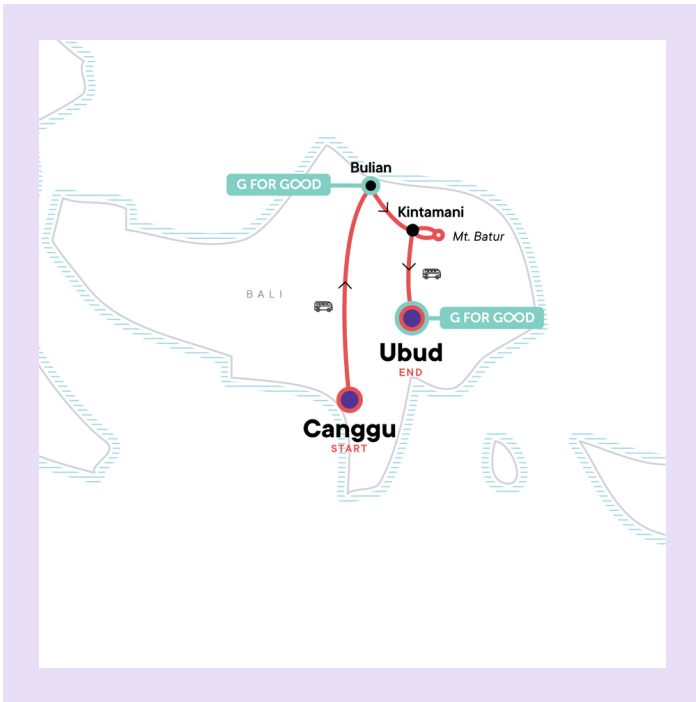 Bulian
G FOR GOOD
Kintamani
Mt. Batur
BALI
G FOR GOOD
Ubud
END
Canggu
START